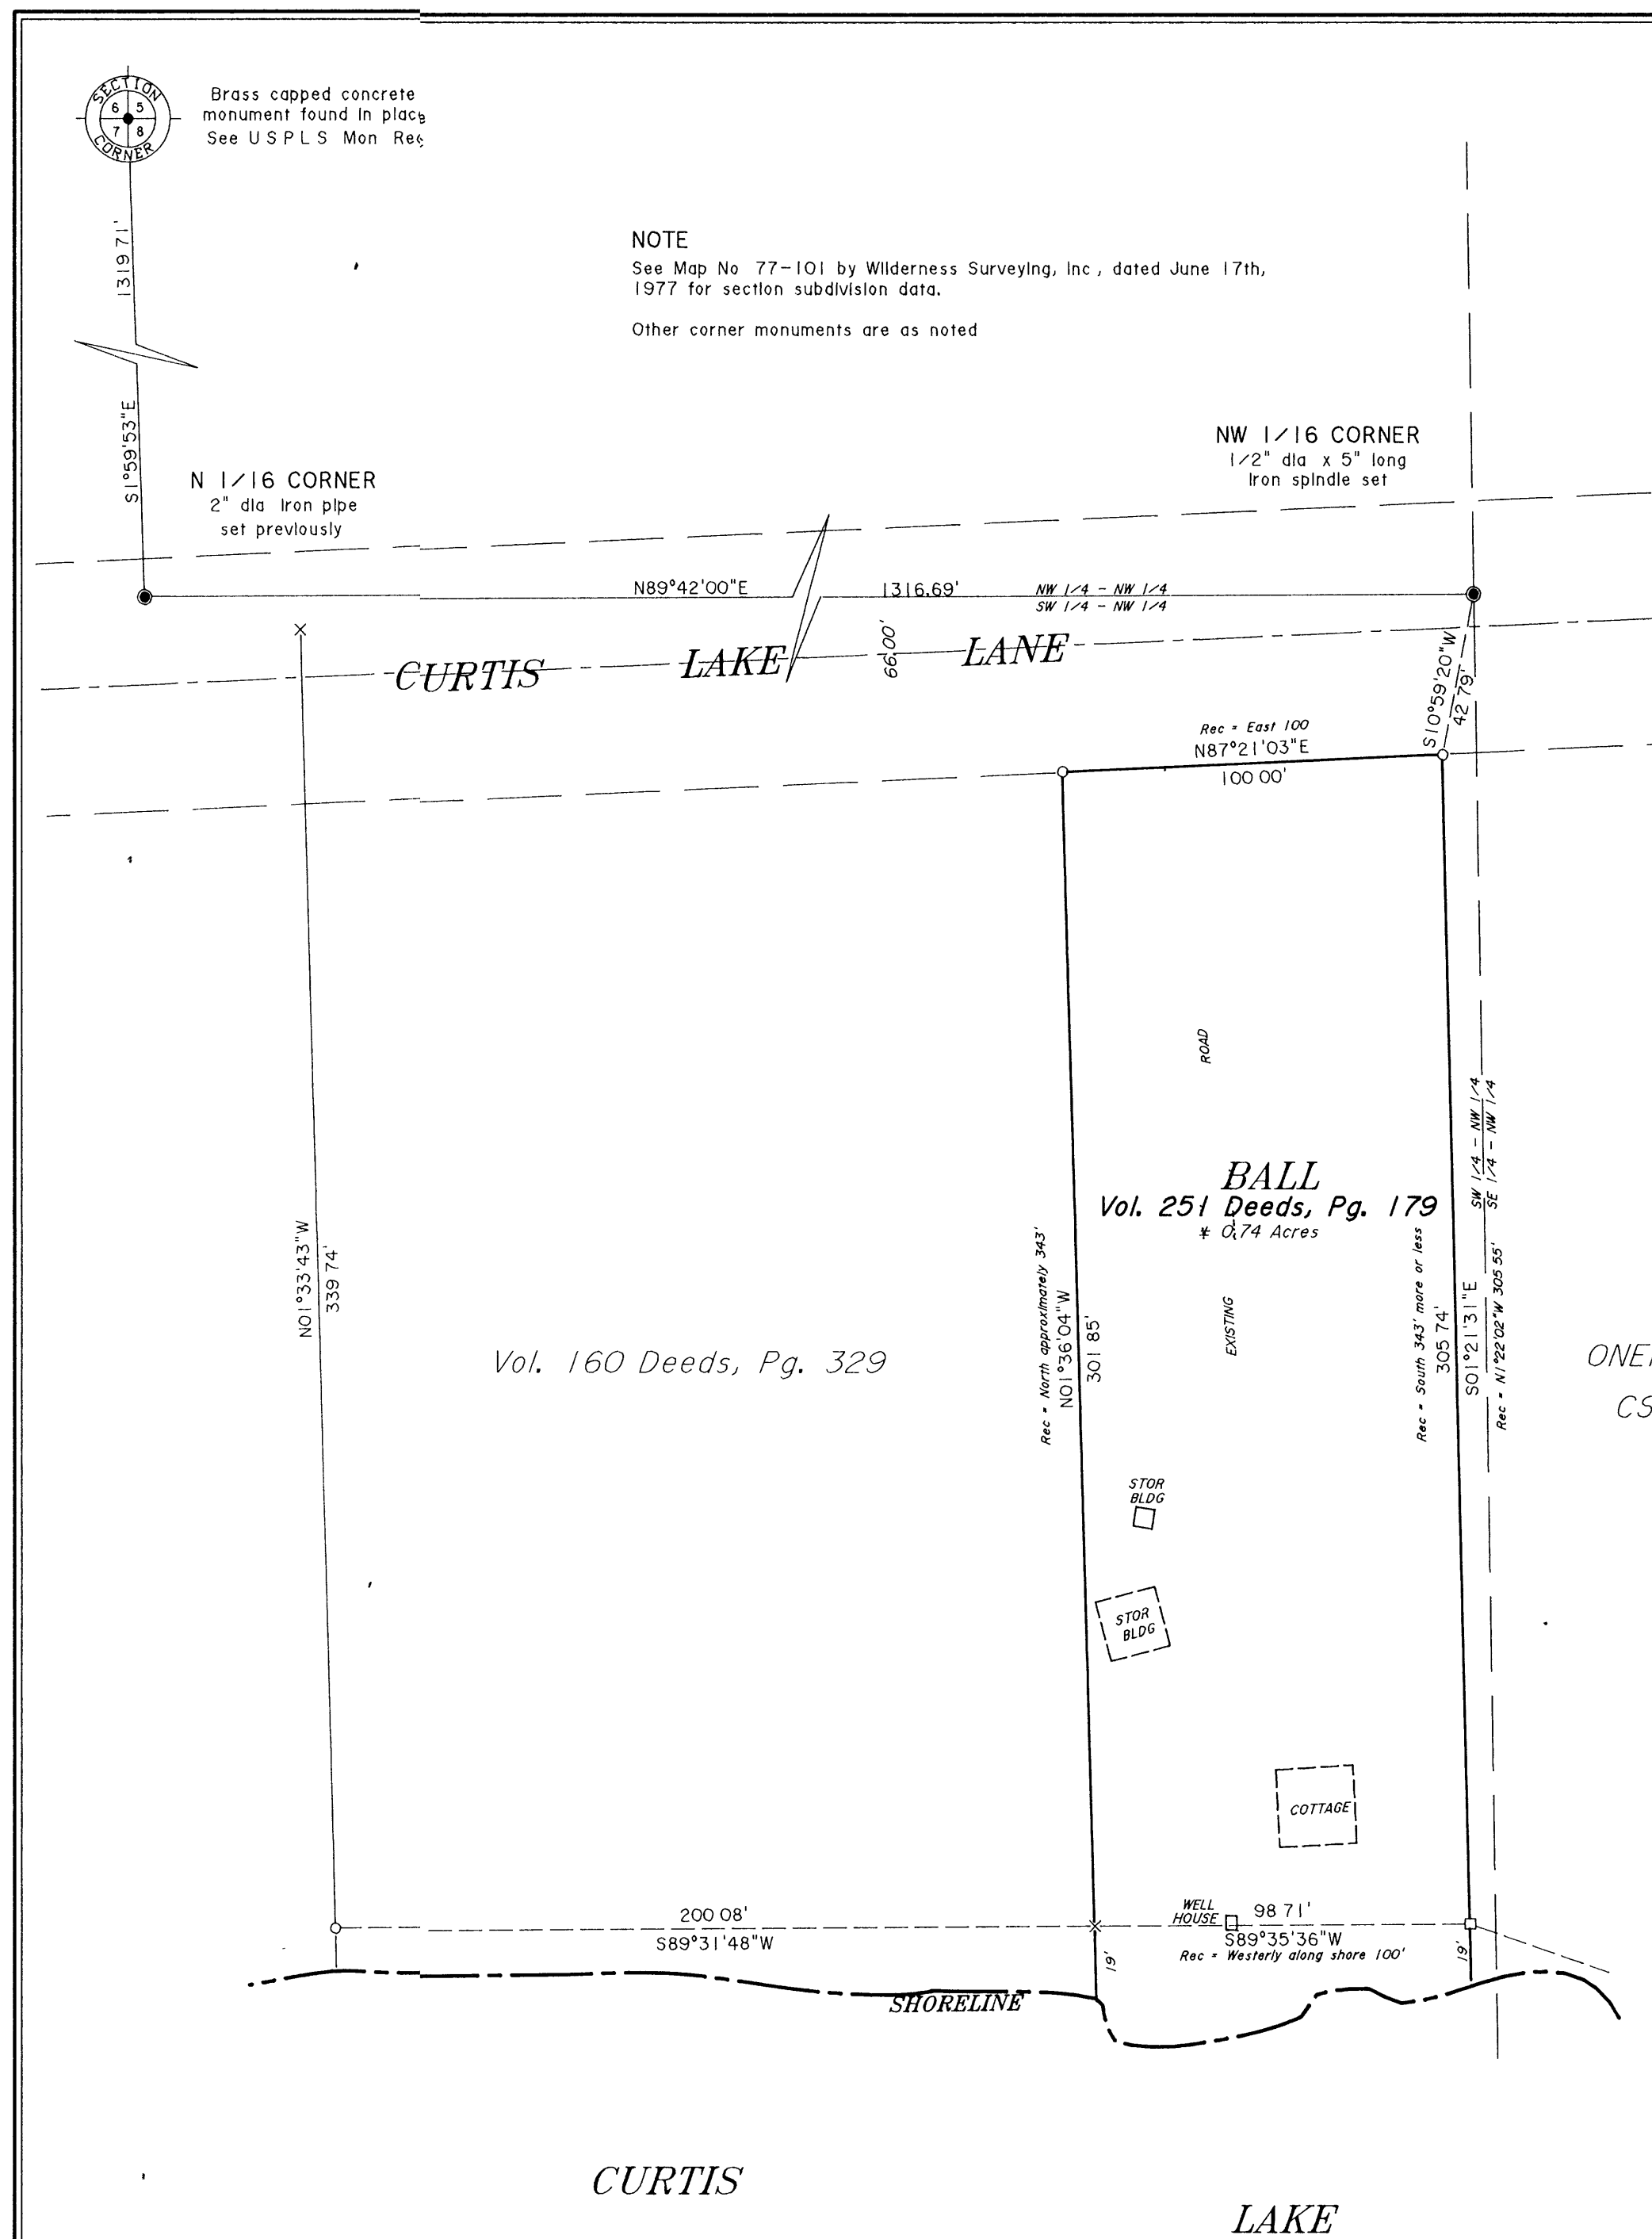 SECTION
6 5
7 8
CORNER
Brass capped concrete
monument found in place
See U S P L S Mon
1319 71'
S1°59'53"E
NOTE
See Map No 77-101 by Wilderness Surveying, Inc , dated June 17th,
1977 for section subdivision data.
Other corner monuments are as noted
N 1/16 CORNER
2" dia Iron pipe
set previously
NW 1/16 CORNER
1/2" dia x 5" long
Iron spindle set
N89°42'00"E
1316.69'
NW 1/4 - NW 1/4
SW 1/4 - NW 1/4
CURTIS LAKE LANE
66.00'
S10°59'20"W
42 79'
Rec = East 100
N87°21'03"E
100 00'
ROAD
BALL
Vol. 251 Deeds, Pg. 179
* 0.74 Acres
EXISTING
N01°33'43"W
339 74'
Vol. 160 Deeds, Pg. 329
Rec = North approximately 343'
N01°36'04"W
301 85'
Rec = South 343' more or less
305 74'
S01°21'31"E
SW 1/4 - NW 1/4
SE 1/4 - NW 1/4
Rec = N1°22'02"W 305 55'
STOR
BLDG
STOR
BLDG
COTTAGE
WELL
HOUSE
200 08'
S89°31'48"W
98 71'
S89°35'36"W
Rec = Westerly along shore 100'
19'
19'
SHORELINE
CURTIS
LAKE